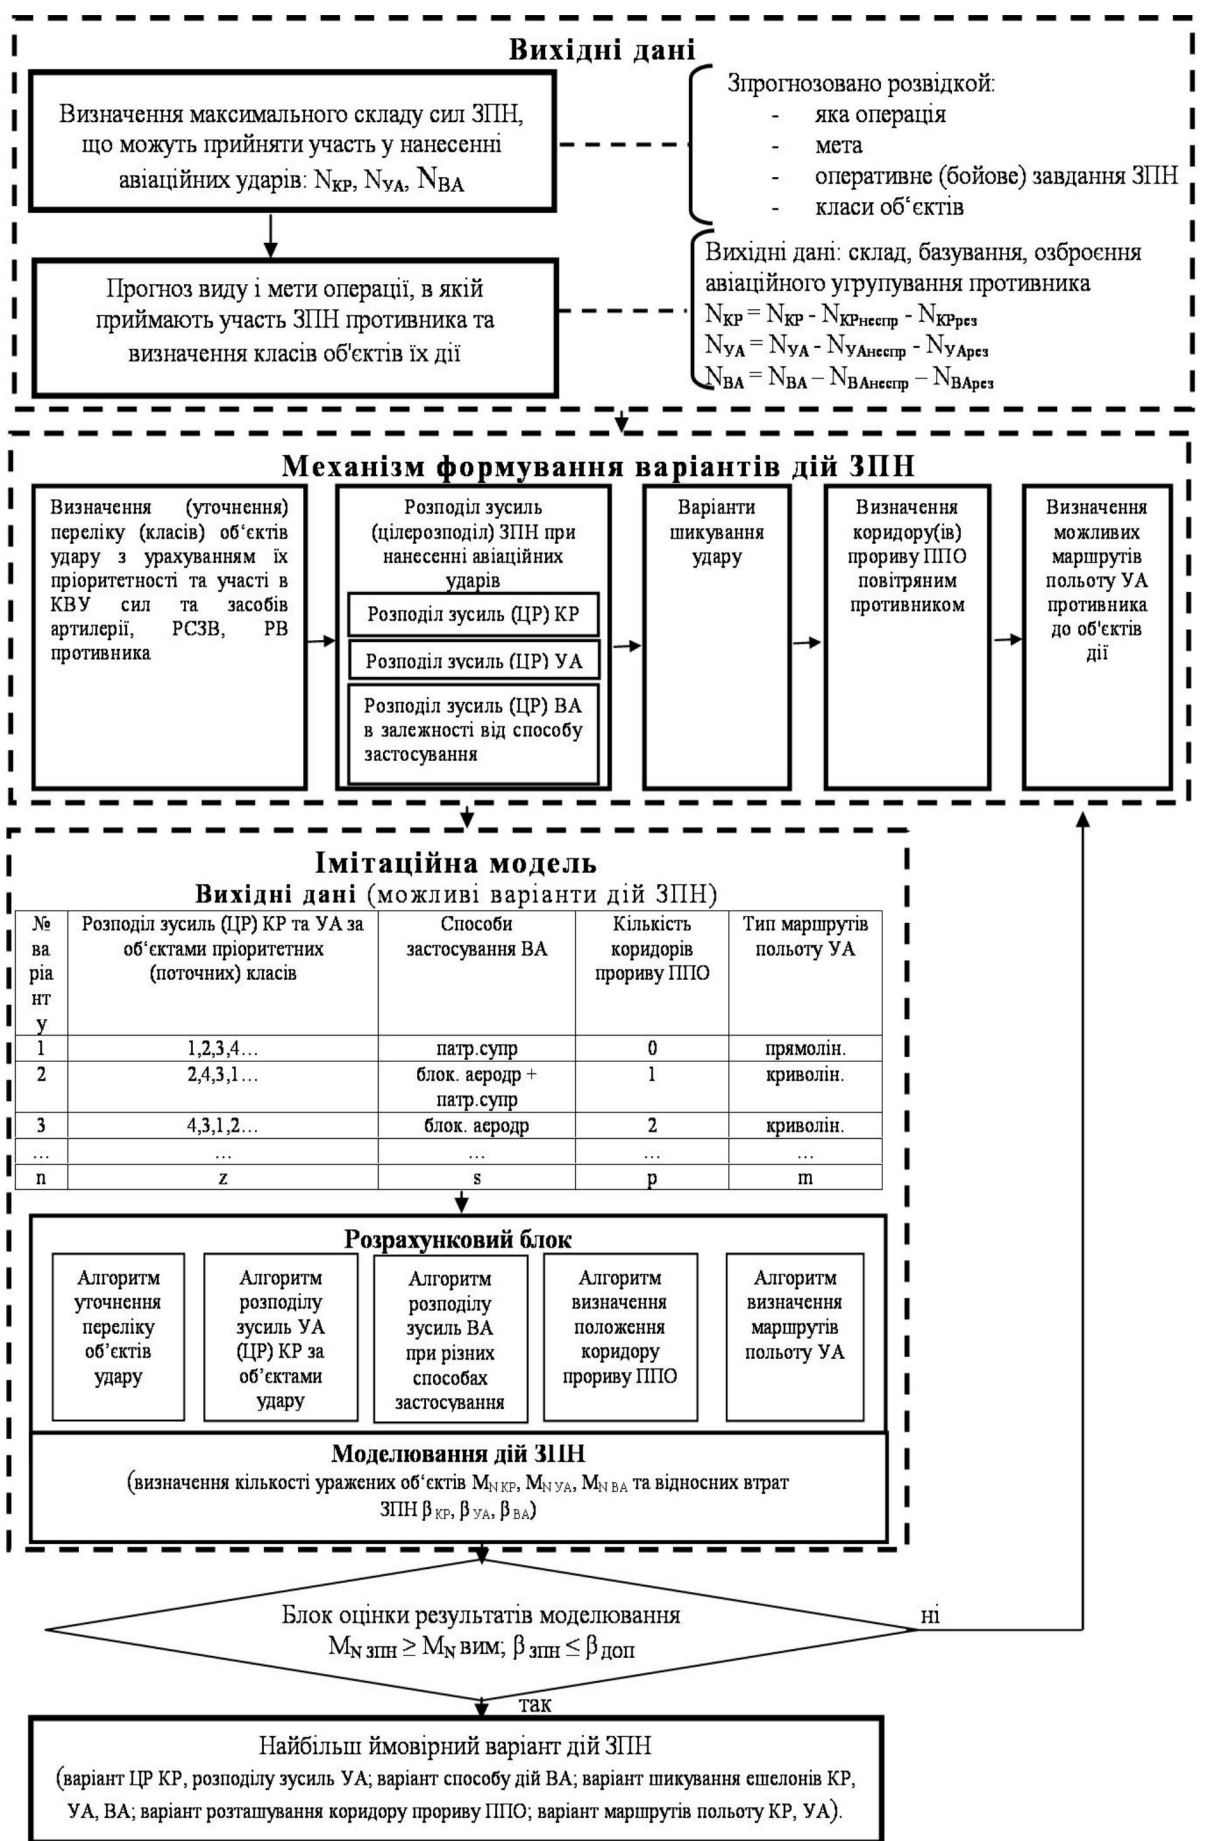 Вихідні дані
Визначення максимального складу сил ЗПН,
що можуть прийняти участь у нанесенні
авіаційних ударів: NКР, NУА, NВА
Зпрогнозовано розвідкой:
- яка операція
- мета
- оперативне (бойове) завдання ЗПН
- класи об‘єктів
Прогноз виду і мети операції, в якій
приймають участь ЗПН противника та
визначення класів об'єктів їх дії
Вихідні дані: склад, базування, озброєння
авіаційного угрупування противника
NКР = NКР - NКРнеспр - NКРрез
NУА = NУА - NУАнеспр - NУАрез
NВА = NВА – NВАнеспр – NВАрез
Механізм формування варіантів дій ЗПН
Визначення (уточнення)
переліку (класів) об‘єктів
удару з урахуванням їх
пріоритетності та участі в
КВУ сил та засобів
артилерії, РСЗВ, РВ
противника
Розподіл зусиль
(цілерозподіл) ЗПН при
нанесенні авіаційних
ударів
Розподіл зусиль (ЦР) КР
Розподіл зусиль (ЦР) УА
Розподіл зусиль (ЦР) ВА
в залежності від способу
застосування
Варіанти
шикування
удару
Визначення
коридору(ів)
прориву ППО
повітряним
противником
Визначення
можливих
маршрутів
польоту УА
противника
до об'єктів
дії
Імітаційна модель
Вихідні дані (можливі варіанти дій ЗПН)
№
ва
ріа
нт
у
Розподіл зусиль (ЦР) КР та УА за
об‘єктами пріоритетних
(поточних) класів
Способи
застосування ВА
Кількість
коридорів
прориву ППО
Тип маршрутів
польоту УА
1 1,2,3,4… патр.супр 0 прямолін.
2 2,4,3,1… блок. аеродр + 1 криволін.
патр.супр
3 4,3,1,2… блок. аеродр 2 криволін.
… … … … …
n z s p m
Розрахунковий блок
Алгоритм
уточнення
переліку
об’єктів
удару
Алгоритм
розподілу
зусиль УА
(ЦР) КР за
об’єктами
удару
Алгоритм
розподілу
зусиль ВА
при різних
способах
застосування
Алгоритм
визначення
положення
коридору
прориву ППО
Алгоритм
визначення
маршрутів
польоту УА
Моделювання дій ЗПН
(визначення кількості уражених об‘єктів MN КР, MN УА, MN ВА та відносних втрат
ЗПН β КР, β УА, β ВА)
Блок оцінки результатів моделювання
MN ЗПН ≥ MN ВИМ; β ЗПН ≤ β ДОП
ні
так
Найбільш ймовірний варіант дій ЗПН
(варіант ЦР КР, розподілу зусиль УА; варіант способу дій ВА; варіант шикування ешелонів КР,
УА, ВА; варіант розташування коридору прориву ППО; варіант маршрутів польоту КР, УА).